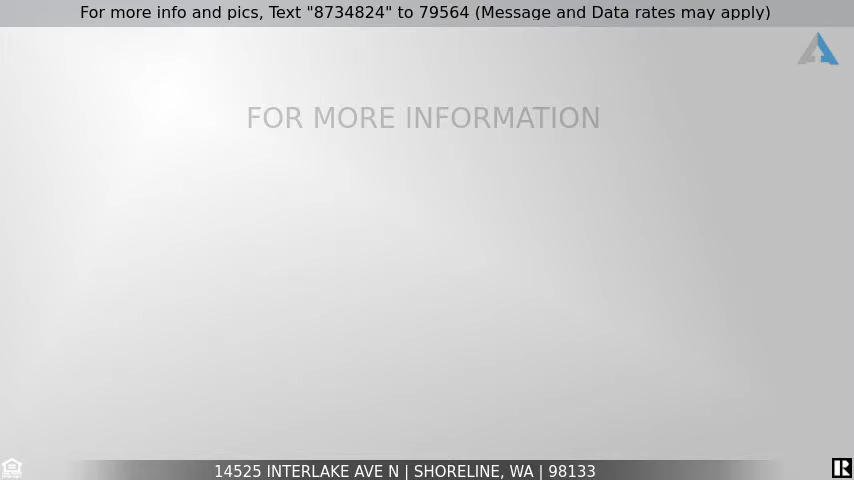 For more info and pics, Text "8734824" to 79564 (Message and Data rates may apply)
FOR MORE INFORMATION
14525 INTERLAKE AVE N | SHORELINE, WA | 98133